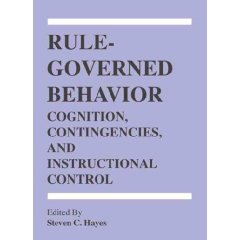 RULE-
GOVERNED
BEHAVIOR
COGNITION,
CONTINGENCIES,
AND
INSTRUCTIONAL
CONTROL
Edited By
Steven C. Hayes